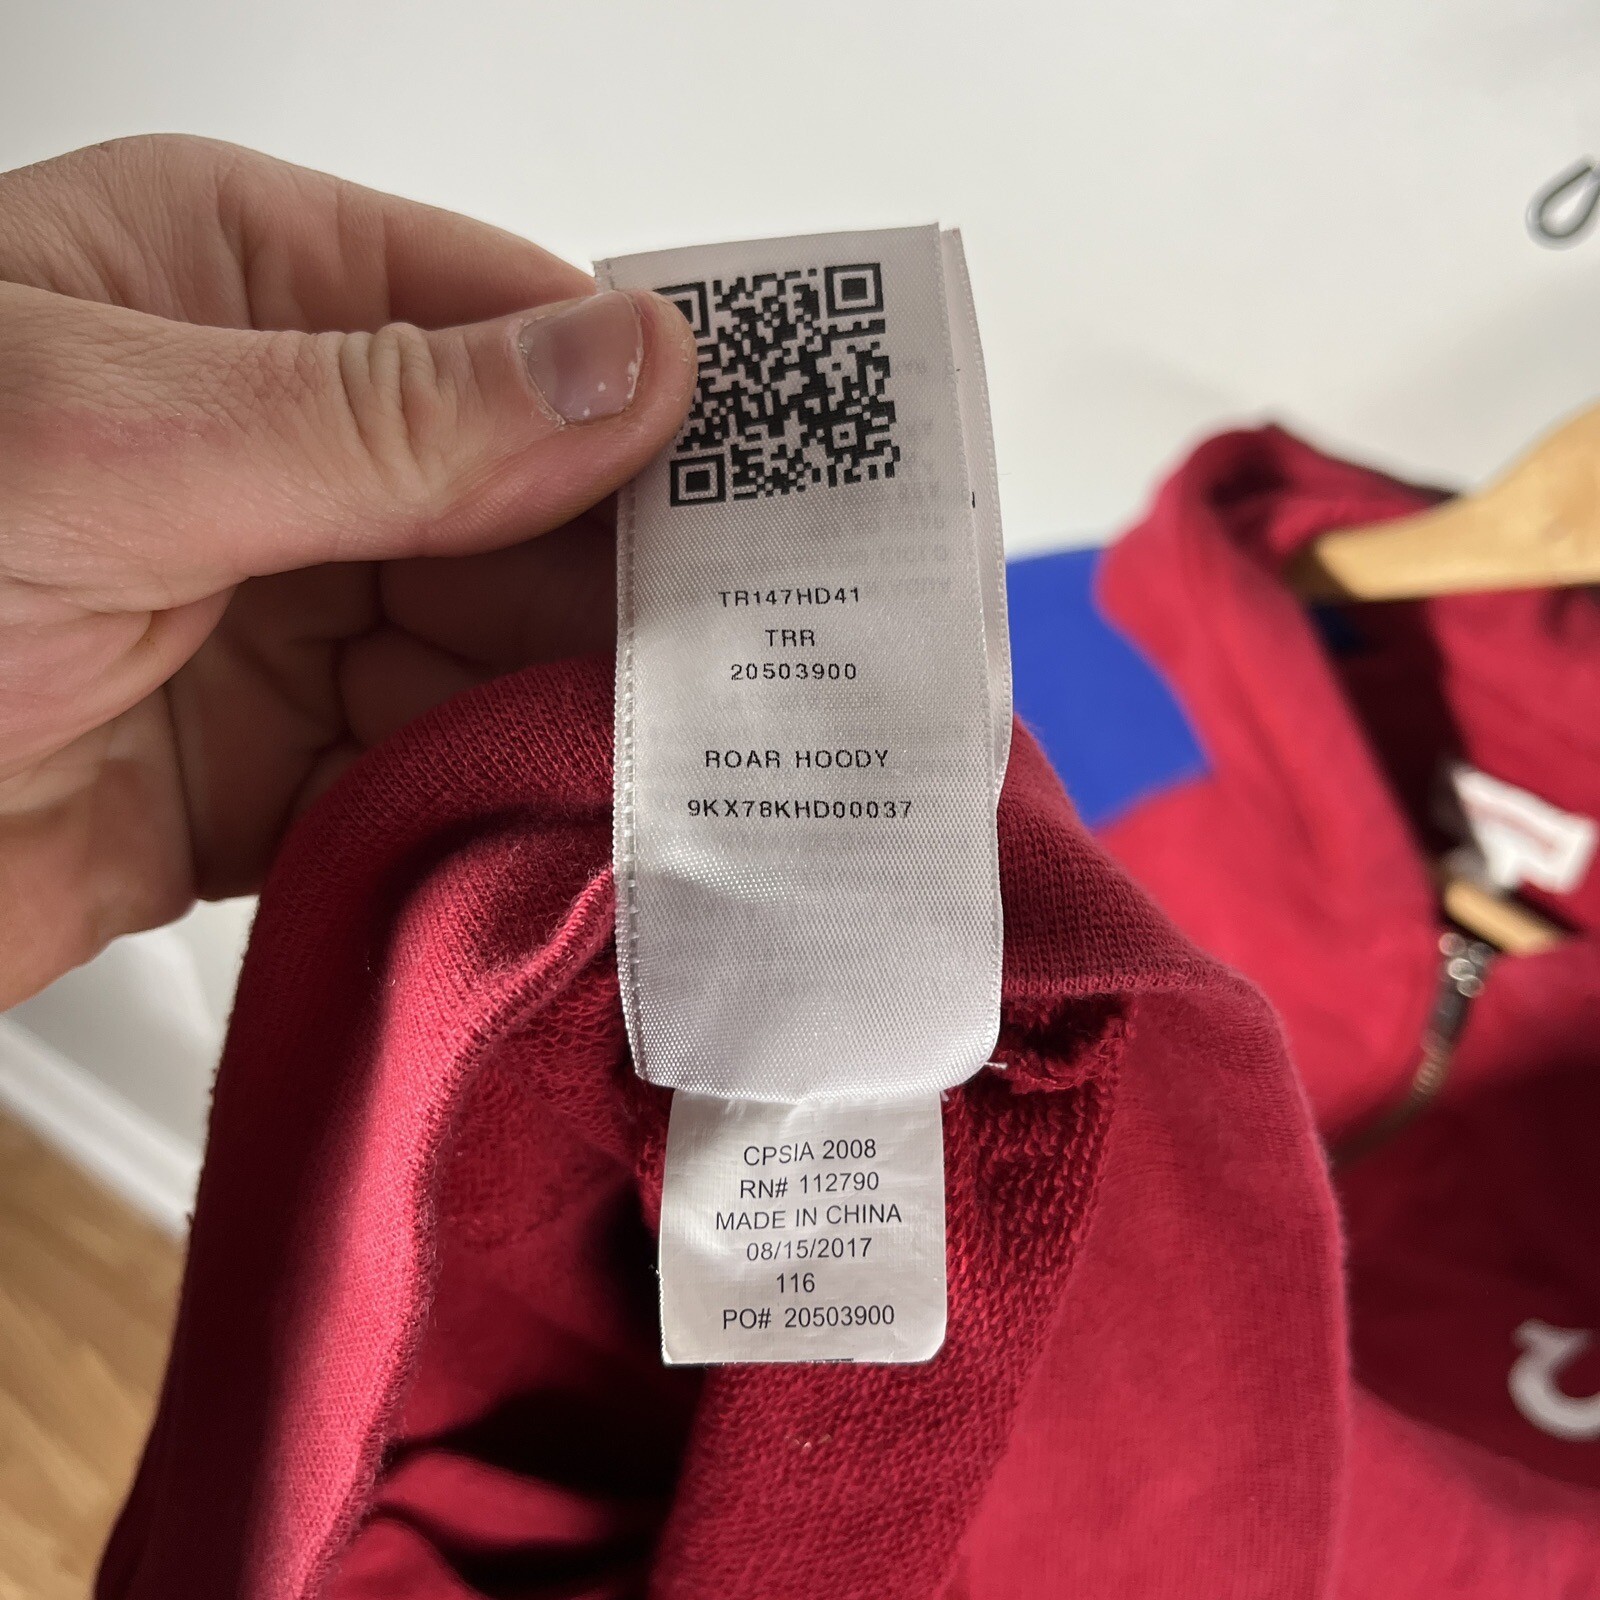 TR147HD41
TRR
20503900
ROAR HOODY
9KX78KHD00037
CPSIA 2008
RN# 112790
MADE IN CHINA
08/15/2017
116
PO# 20503900